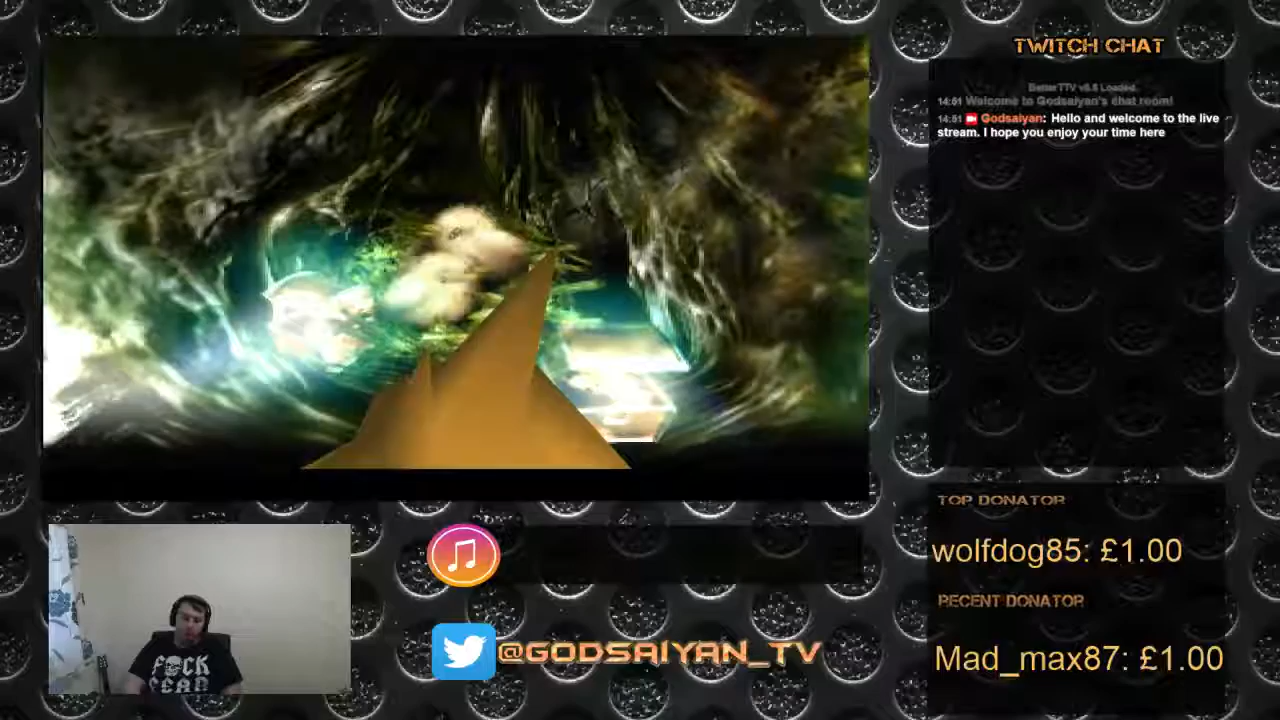 TWITCH CHAT
BetterTTV v6.8 Loaded.
14:51 Welcome to Godsaiyan's chat room!
14:51 Godsaiyan: Hello and welcome to the live
stream. I hope you enjoy your time here
TOP DONATOR
wolfdog85: £1.00
RECENT DONATOR
Mad_max87: £1.00
@GODSAIYAN_TV
F CK
FEAR